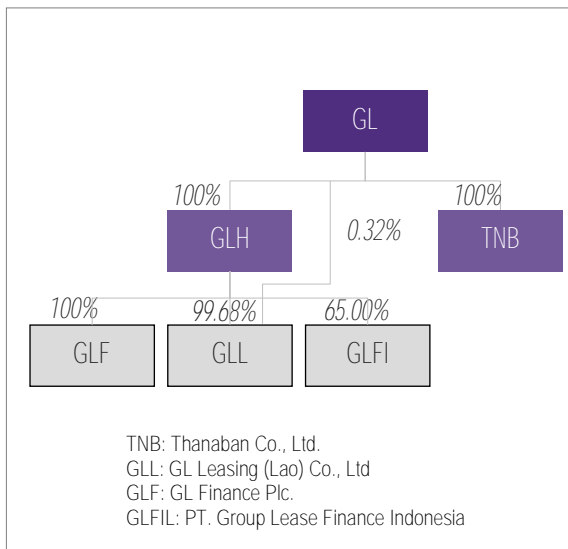 GL
100%
100%
GLH
0.32%
TNB
100%
99.68%
65.00%
GLF
GLL
GLFI
TNB: Thanaban Co., Ltd.
GLL: GL Leasing (Lao) Co., Ltd
GLF: GL Finance Plc.
GLFIL: PT. Group Lease Finance Indonesia